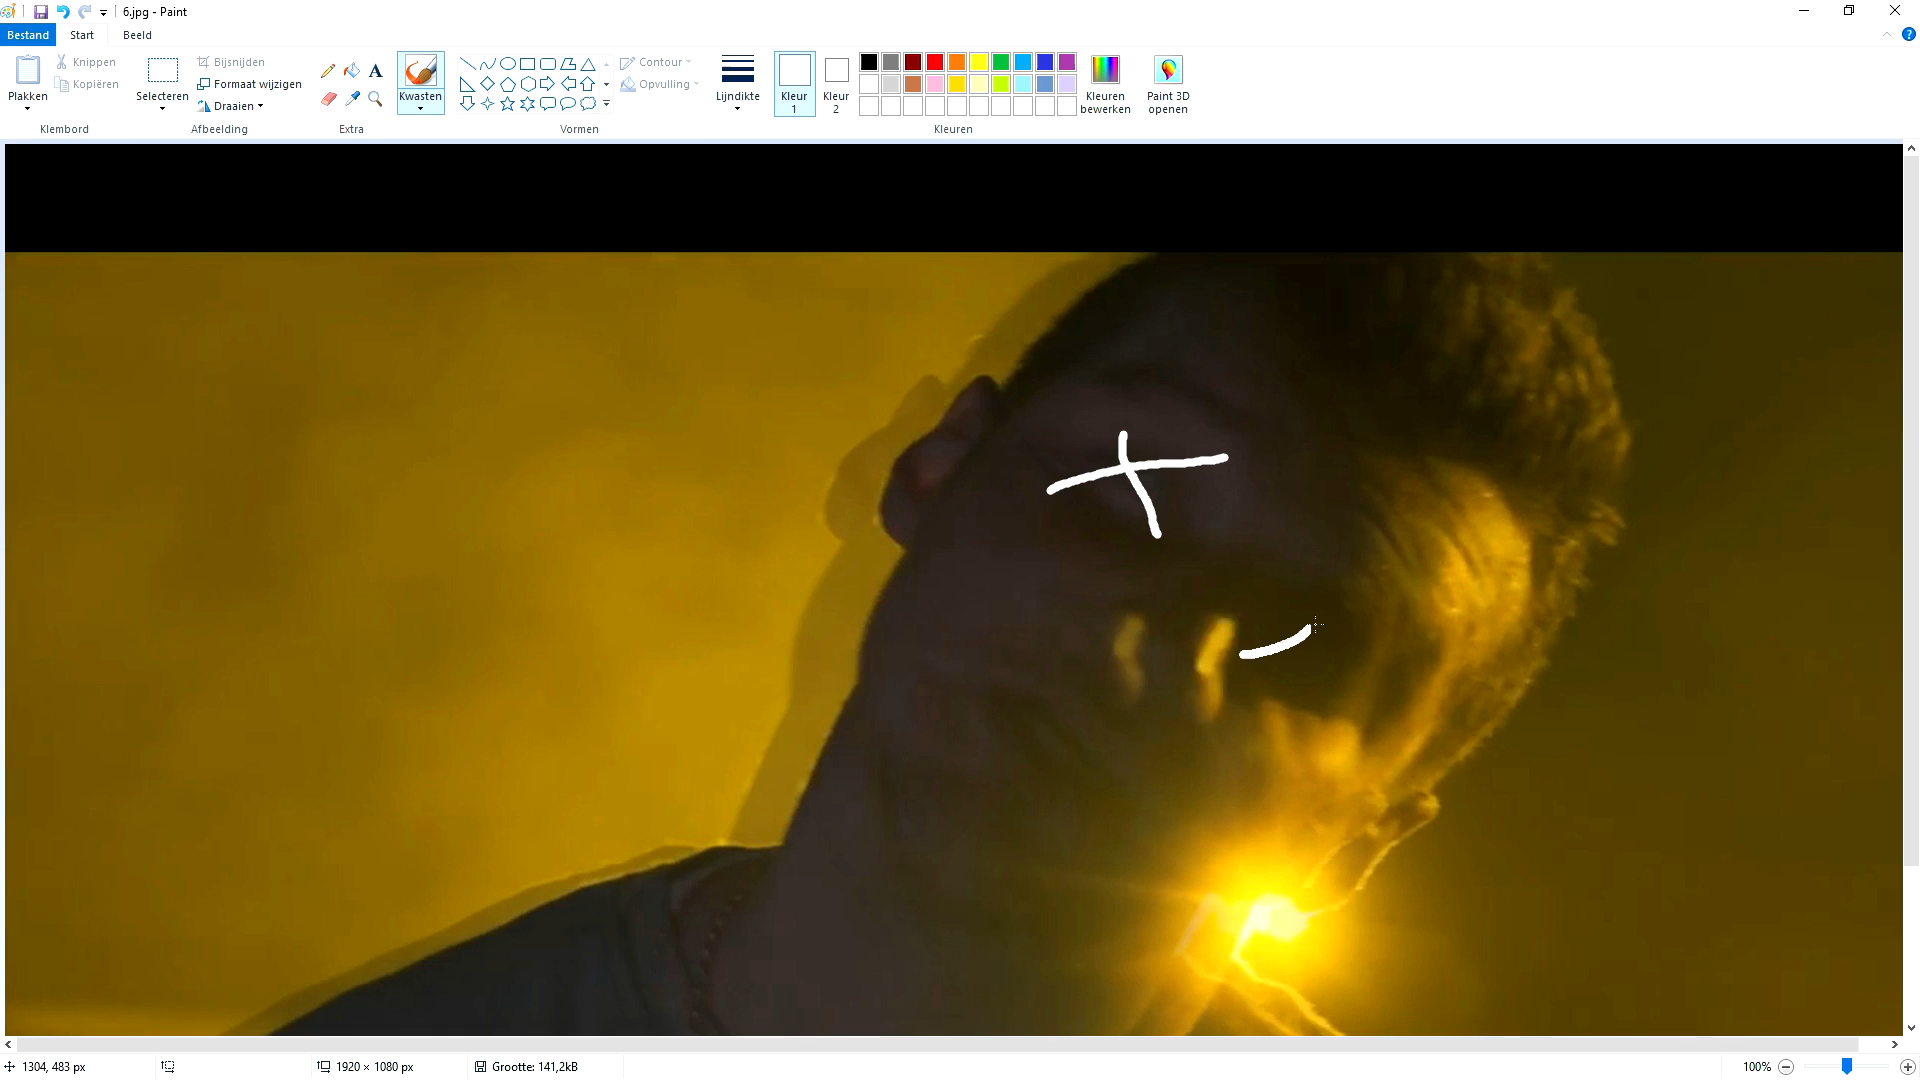 6.jpg - Paint
Bestand Start Beeld
Plakken
Knippen
Kopiëren
Klembord
Selecteren
Bijsnijden
Formaat wijzigen
Draaien
Afbeelding
A
Extra
Kwasten
Contour
Opvulling
Vormen
Lijndikte
Kleur
1
Kleur
2
Kleuren
bewerken
Kleuren
Paint 3D
openen
?
1304, 483 px
1920 × 1080 px
Grootte: 141,2kB
100%